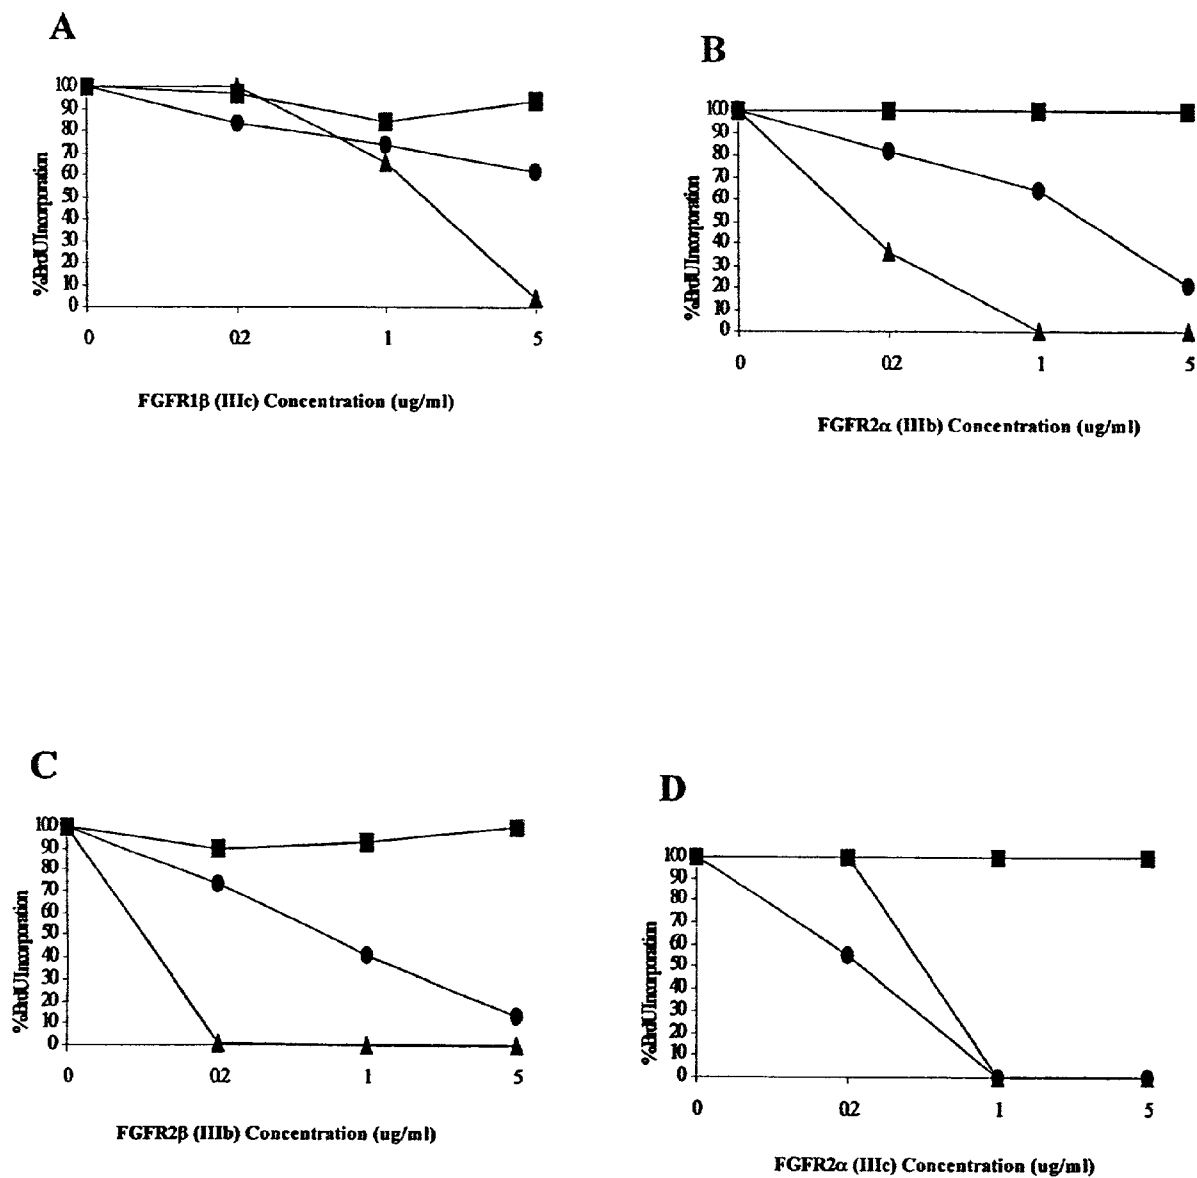 A
100
90
80
70
60
50
40
30
20
10
0
%BrdU Incorporation
0 0.2 1 5
FGFR1β (IIIc) Concentration (ug/ml)
B
100
90
80
70
60
50
40
30
20
10
0
%BrdU Incorporation
0 0.2 1 5
FGFR2α (IIIb) Concentration (ug/ml)
C
100
90
80
70
60
50
40
30
20
10
0
%BrdU Incorporation
0 0.2 1 5
FGFR2β (IIIb) Concentration (ug/ml)
D
100
90
80
70
60
50
40
30
20
10
0
%BrdU Incorporation
0 0.2 1 5
FGFR2α (IIIc) Concentration (ug/ml)